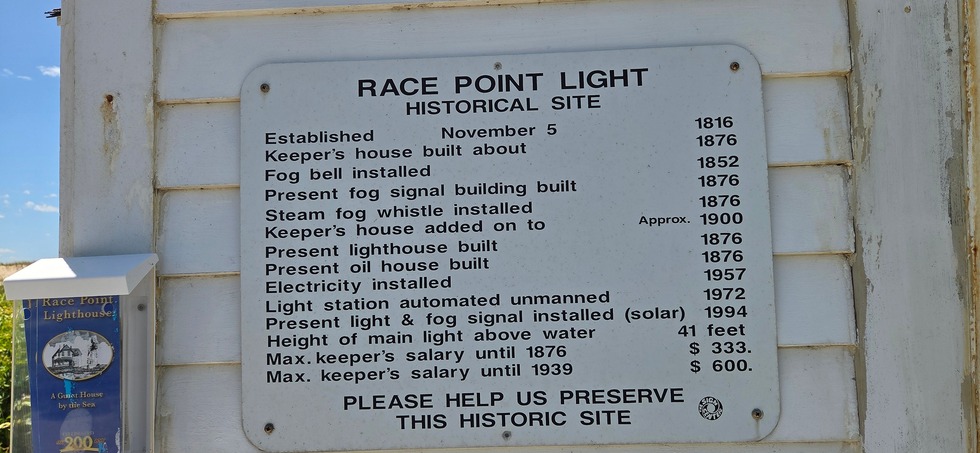 RACE POINT LIGHT
HISTORICAL SITE
Established November 5 1816
Keeper's house built about 1876
Fog bell installed 1852
Present fog signal building built 1876
Steam fog whistle installed 1876
Keeper's house added on to Approx. 1900
Present lighthouse built 1876
Present oil house built 1876
Electricity installed 1957
Light station automated unmanned 1972
Present light & fog signal installed (solar) 1994
Height of main light above water 41 feet
Max. keeper's salary until 1876 $ 333.
Max. keeper's salary until 1939 $ 600.
PLEASE HELP US PRESERVE
THIS HISTORIC SITE
Race Point
Lighthouse
A Guest House
by the Sea
200